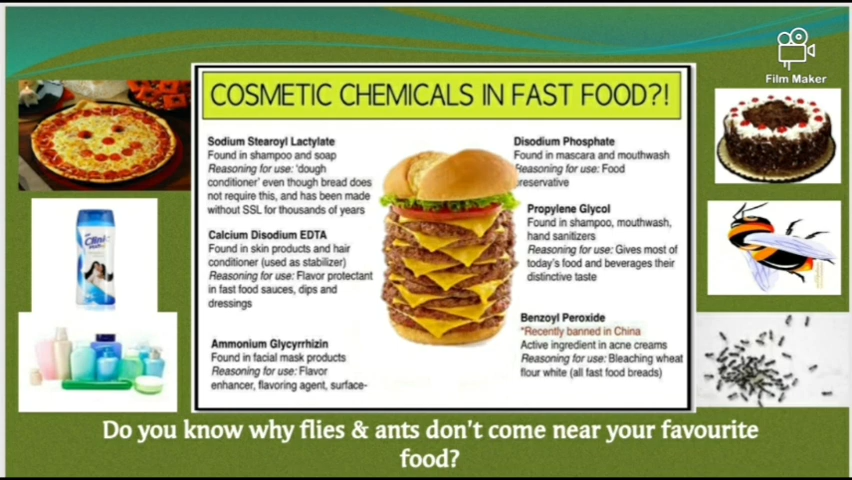 Film Maker
COSMETIC CHEMICALS IN FAST FOOD?!
Sodium Stearoyl Lactylate
Found in shampoo and soap
Reasoning for use: 'dough
conditioner' even though bread does
not require this, and has been made
without SSL for thousands of years
Calcium Disodium EDTA
Found in skin products and hair
conditioner (used as stabilizer)
Reasoning for use: Flavor protectant
in fast food sauces, dips and
dressings
Ammonium Glycyrrhizin
Found in facial mask products
Reasoning for use: Flavor
enhancer, flavoring agent, surface-
Disodium Phosphate
Found in mascara and mouthwash
Reasoning for use: Food
preservative
Propylene Glycol
Found in shampoo, mouthwash,
hand sanitizers
Reasoning for use: Gives most of
today's food and beverages their
distinctive taste
Benzoyl Peroxide
*Recently banned in China
Active ingredient in acne creams
Reasoning for use: Bleaching wheat
flour white (all fast food breads)
Clinic
Do you know why flies & ants don't come near your favourite
food?